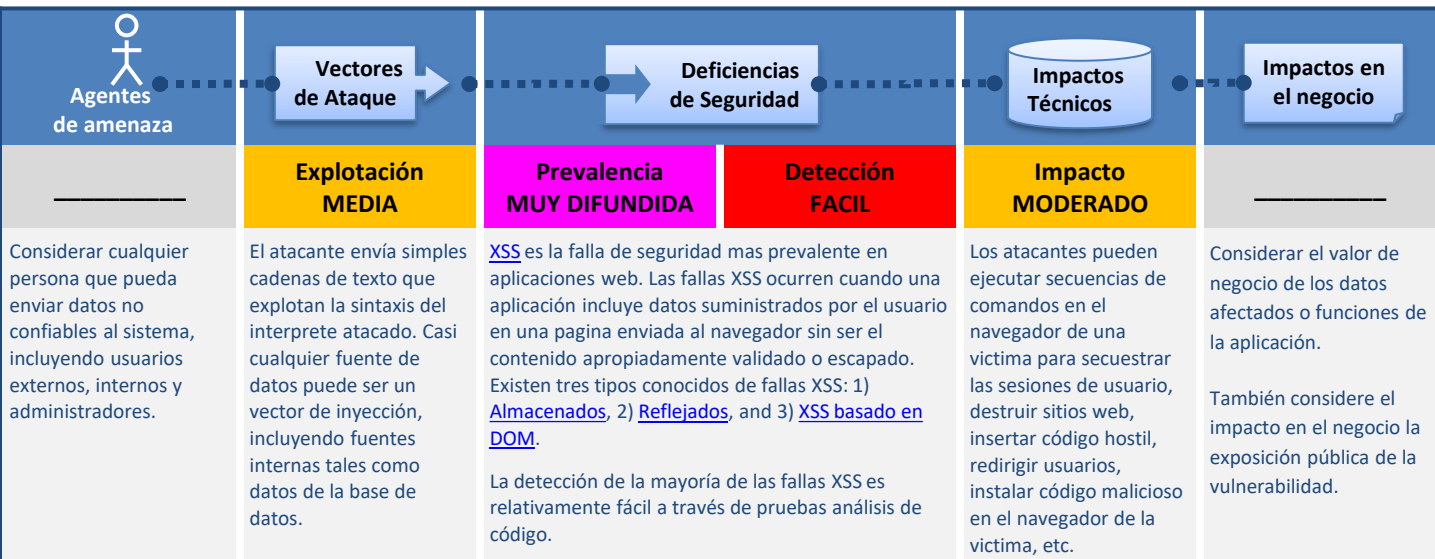 Agentes
de amenaza
Vectores
de Ataque
Deficiencias
de Seguridad
Impactos
Técnicos
Impactos en
el negocio
__________
Explotación
MEDIA
Prevalencia
MUY DIFUNDIDA
Detección
FACIL
Impacto
MODERADO
__________
Considerar cualquier
persona que pueda
enviar datos no
confiables al sistema,
incluyendo usuarios
externos, internos y
administradores.
El atacante envía simples
cadenas de texto que
explotan la sintaxis del
interprete atacado. Casi
cualquier fuente de
datos puede ser un
vector de inyección,
incluyendo fuentes
internas tales como
datos de la base de
datos.
XSS es la falla de seguridad mas prevalente en
aplicaciones web. Las fallas XSS ocurren cuando una
aplicación incluye datos suministrados por el usuario
en una pagina enviada al navegador sin ser el
contenido apropiadamente validado o escapado.
Existen tres tipos conocidos de fallas XSS: 1)
Almacenados, 2) Reflejados, and 3) XSS basado en
DOM.
La detección de la mayoría de las fallas XSS es
relativamente fácil a través de pruebas análisis de
código.
Los atacantes pueden
ejecutar secuencias de
comandos en el
navegador de una
victima para secuestrar
las sesiones de usuario,
destruir sitios web,
insertar código hostil,
redirigir usuarios,
instalar código malicioso
en el navegador de la
victima, etc.
Considerar el valor de
negocio de los datos
afectados o funciones de
la aplicación.
También considere el
impacto en el negocio la
exposición pública de la
vulnerabilidad.